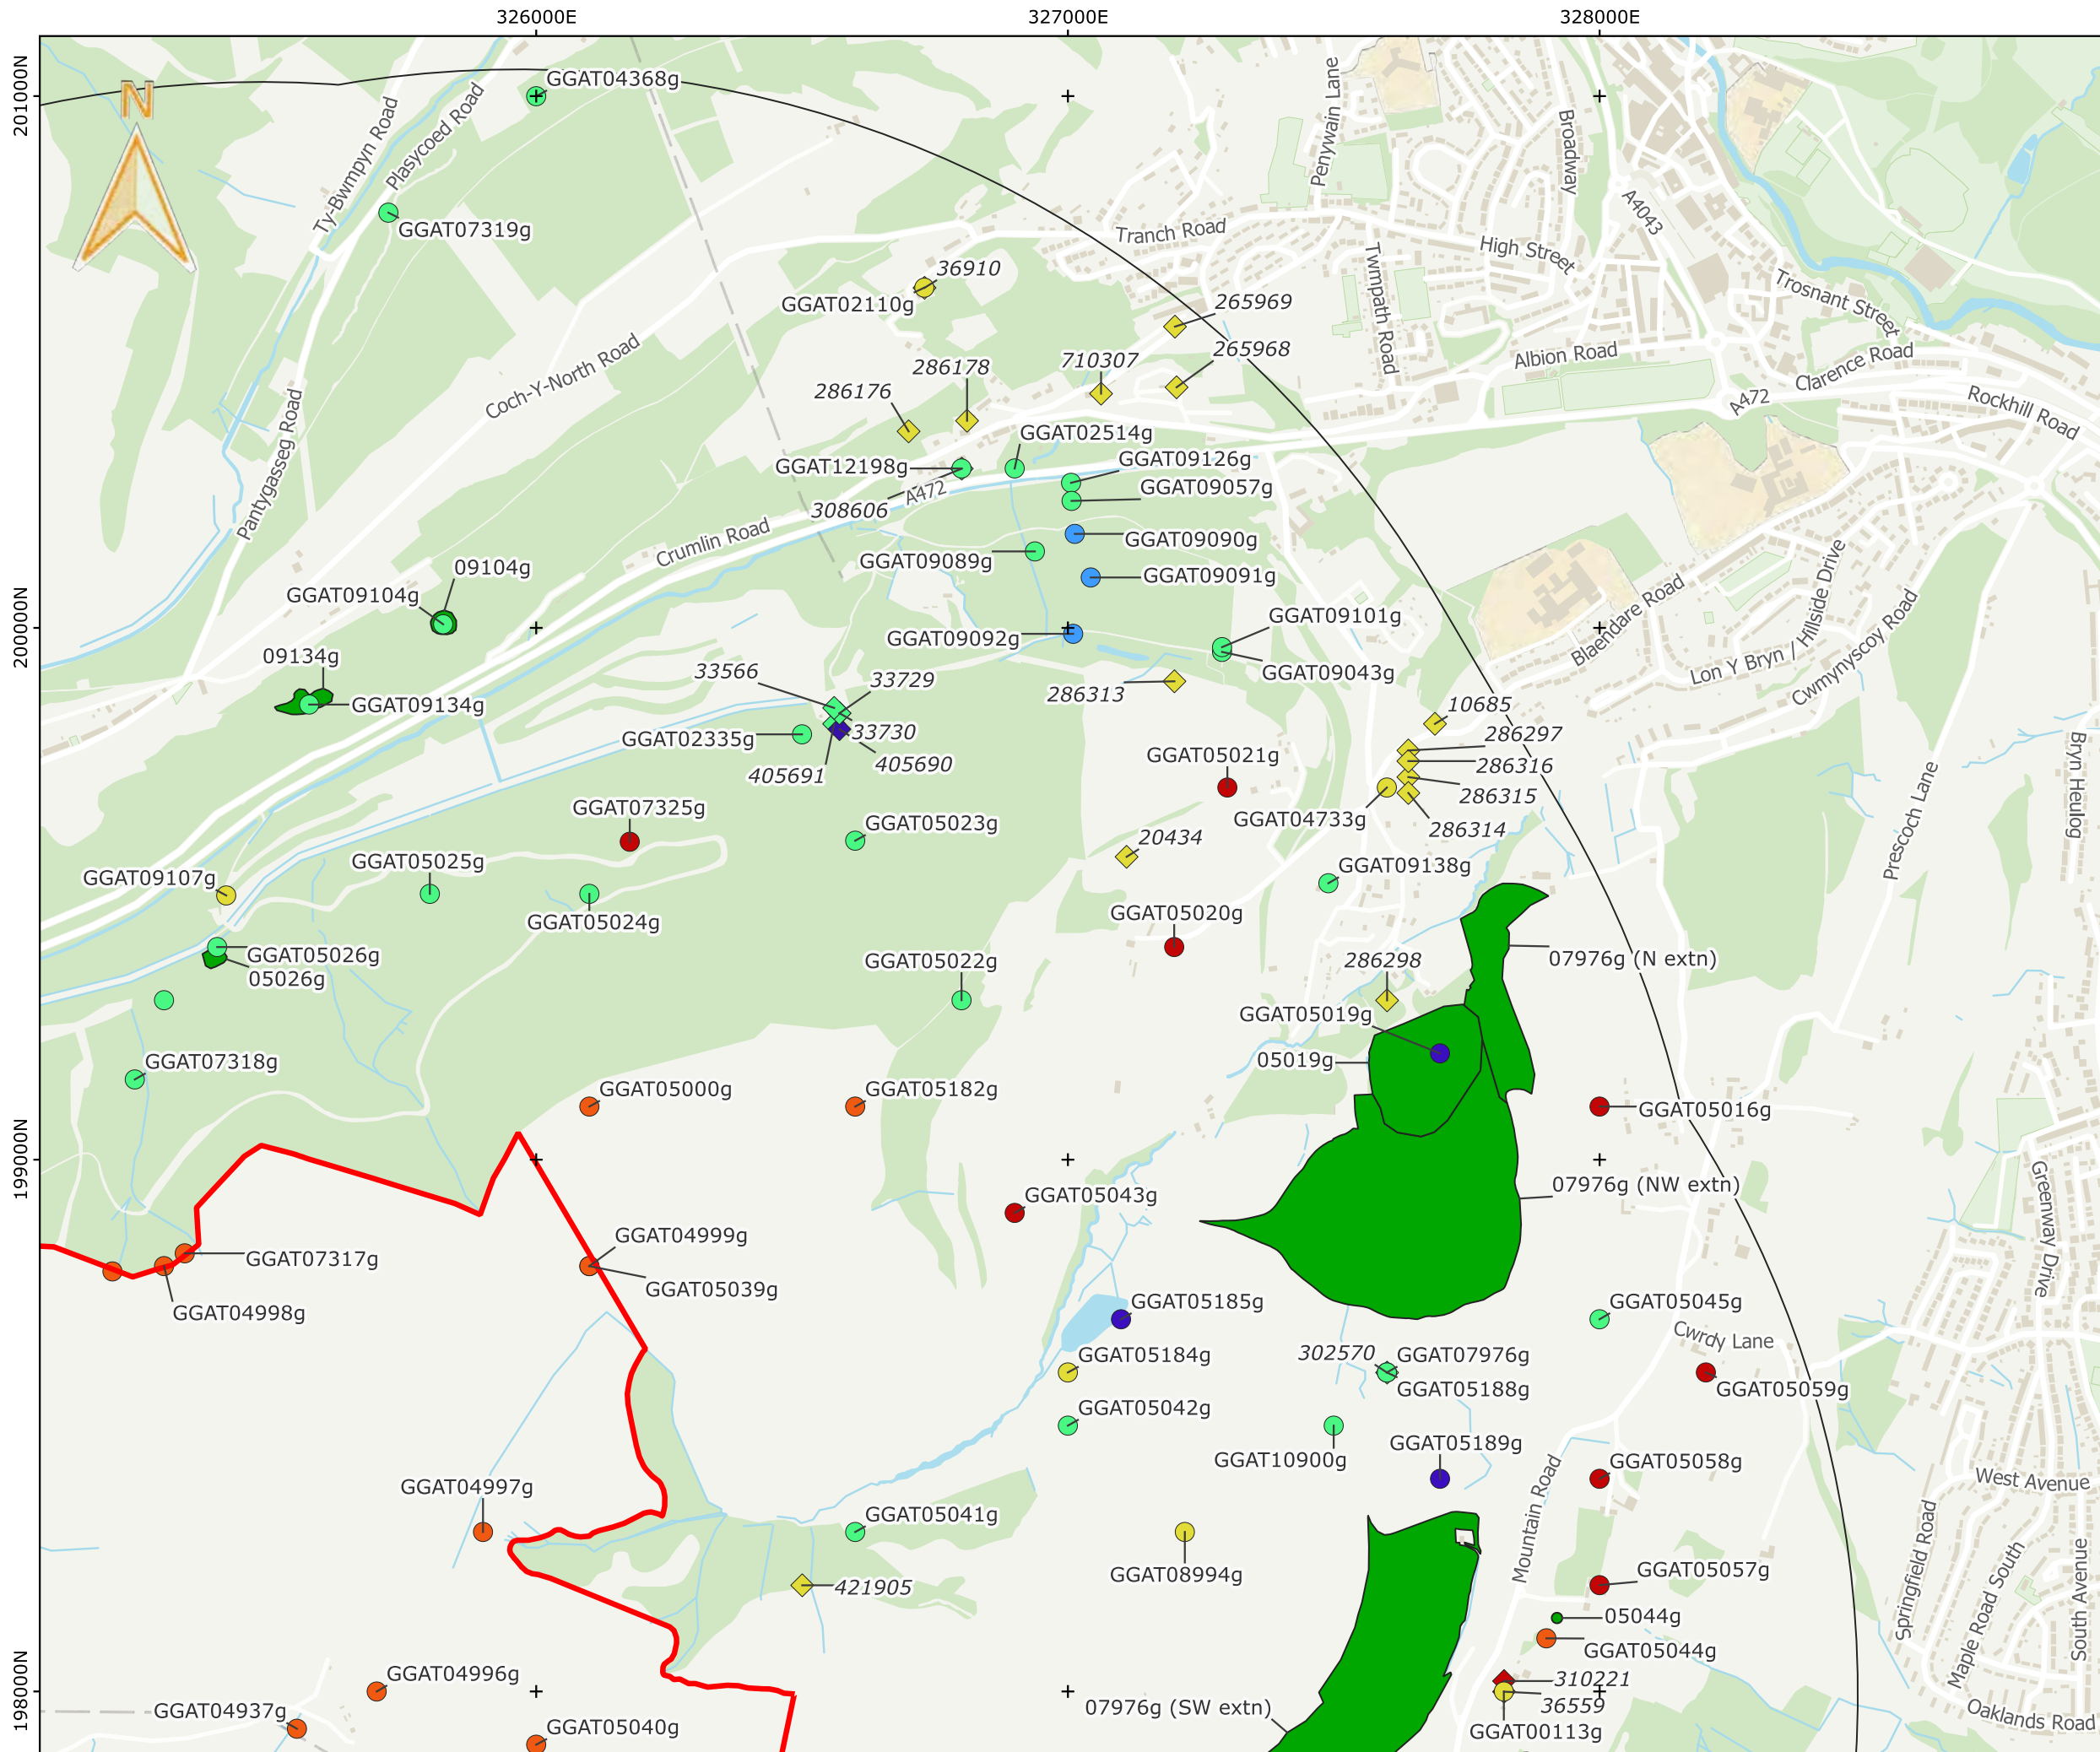 326000E
327000E
328000E
201000N
200000N
199000N
198000N
N
GGAT04368g
Ty-Bwmpyn Road
Plasycoed Road
Penywain Lane
Broadway
A4043
GGAT07319g
Tranch Road
High Street
36910
GGAT02110g
265969
Twmpath Road
Trosnant Street
265968
710307
286178
286176
Albion Road
Clarence Road
A472
Rockhill Road
Coch-Y-North Road
Pantygasseg Road
GGAT02514g
GGAT12198g
GGAT09126g
GGAT09057g
A472
308606
Crumlin Road
GGAT09090g
GGAT09089g
GGAT09091g
09104g
GGAT09104g
GGAT09101g
GGAT09092g
GGAT09043g
Blaendare Road
Lon Y Bryn / Hillside Drive
Cwmynyscoy Road
09134g
33566
33729
286313
GGAT09134g
10685
286297
33730
GGAT02335g
405690
405691
286316
GGAT05021g
286315
GGAT04733g
286314
Bryn Heulog
Prescoch Lane
GGAT07325g
GGAT05023g
20434
GGAT05025g
GGAT09138g
GGAT09107g
GGAT05024g
GGAT05020g
GGAT05026g
05026g
GGAT05022g
286298
07976g (N extn)
GGAT05019g
05019g
GGAT07318g
GGAT05000g
GGAT05182g
GGAT05016g
GGAT05043g
07976g (NW extn)
Greenway Drive
GGAT04999g
GGAT07317g
GGAT05039g
GGAT04998g
GGAT05185g
GGAT05045g
Cwrdy Lane
GGAT05184g
302570
GGAT07976g
GGAT05188g
GGAT05059g
GGAT05042g
GGAT10900g
GGAT05189g
GGAT05058g
West Avenue
GGAT04997g
GGAT05041g
Mountain Road
Springfield Road
Maple Road South
South Avenue
GGAT08994g
421905
GGAT05057g
05044g
GGAT05044g
GGAT04996g
310221
36559
GGAT04937g
07976g (SW extn)
GGAT05040g
GGAT00113g
Oaklands Road